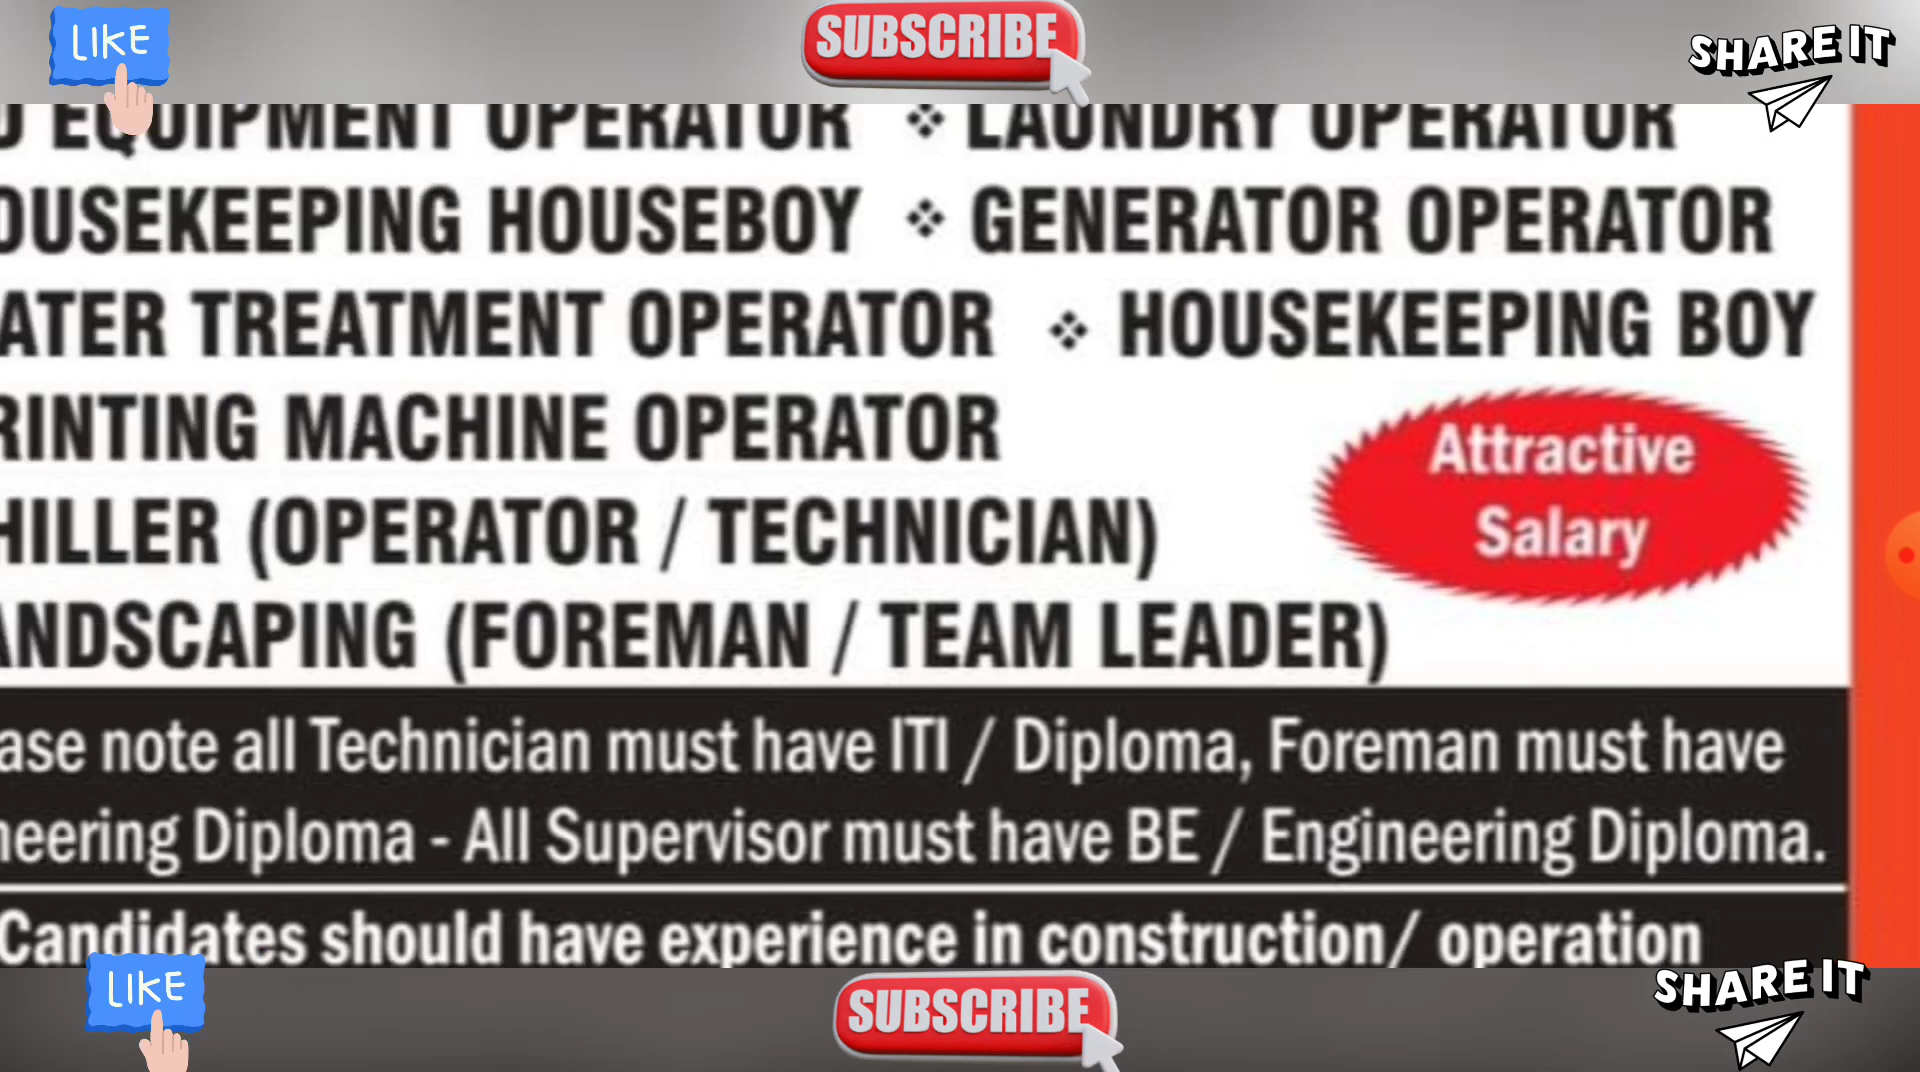 LIKE
SUBSCRIBE
SHARE IT
EQUIPMENT OPERATOR ❖ LAUNDRY OPERATOR
OUSEKEEPING HOUSEBOY ❖ GENERATOR OPERATOR
ATER TREATMENT OPERATOR ❖ HOUSEKEEPING BOY
RINTING MACHINE OPERATOR
HILLER (OPERATOR / TECHNICIAN)
ANDSCAPING (FOREMAN / TEAM LEADER)
Attractive
Salary
ase note all Technician must have ITI / Diploma, Foreman must have
neering Diploma - All Supervisor must have BE / Engineering Diploma.
Candidates should have experience in construction/ operation
LIKE
SUBSCRIBE
SHARE IT